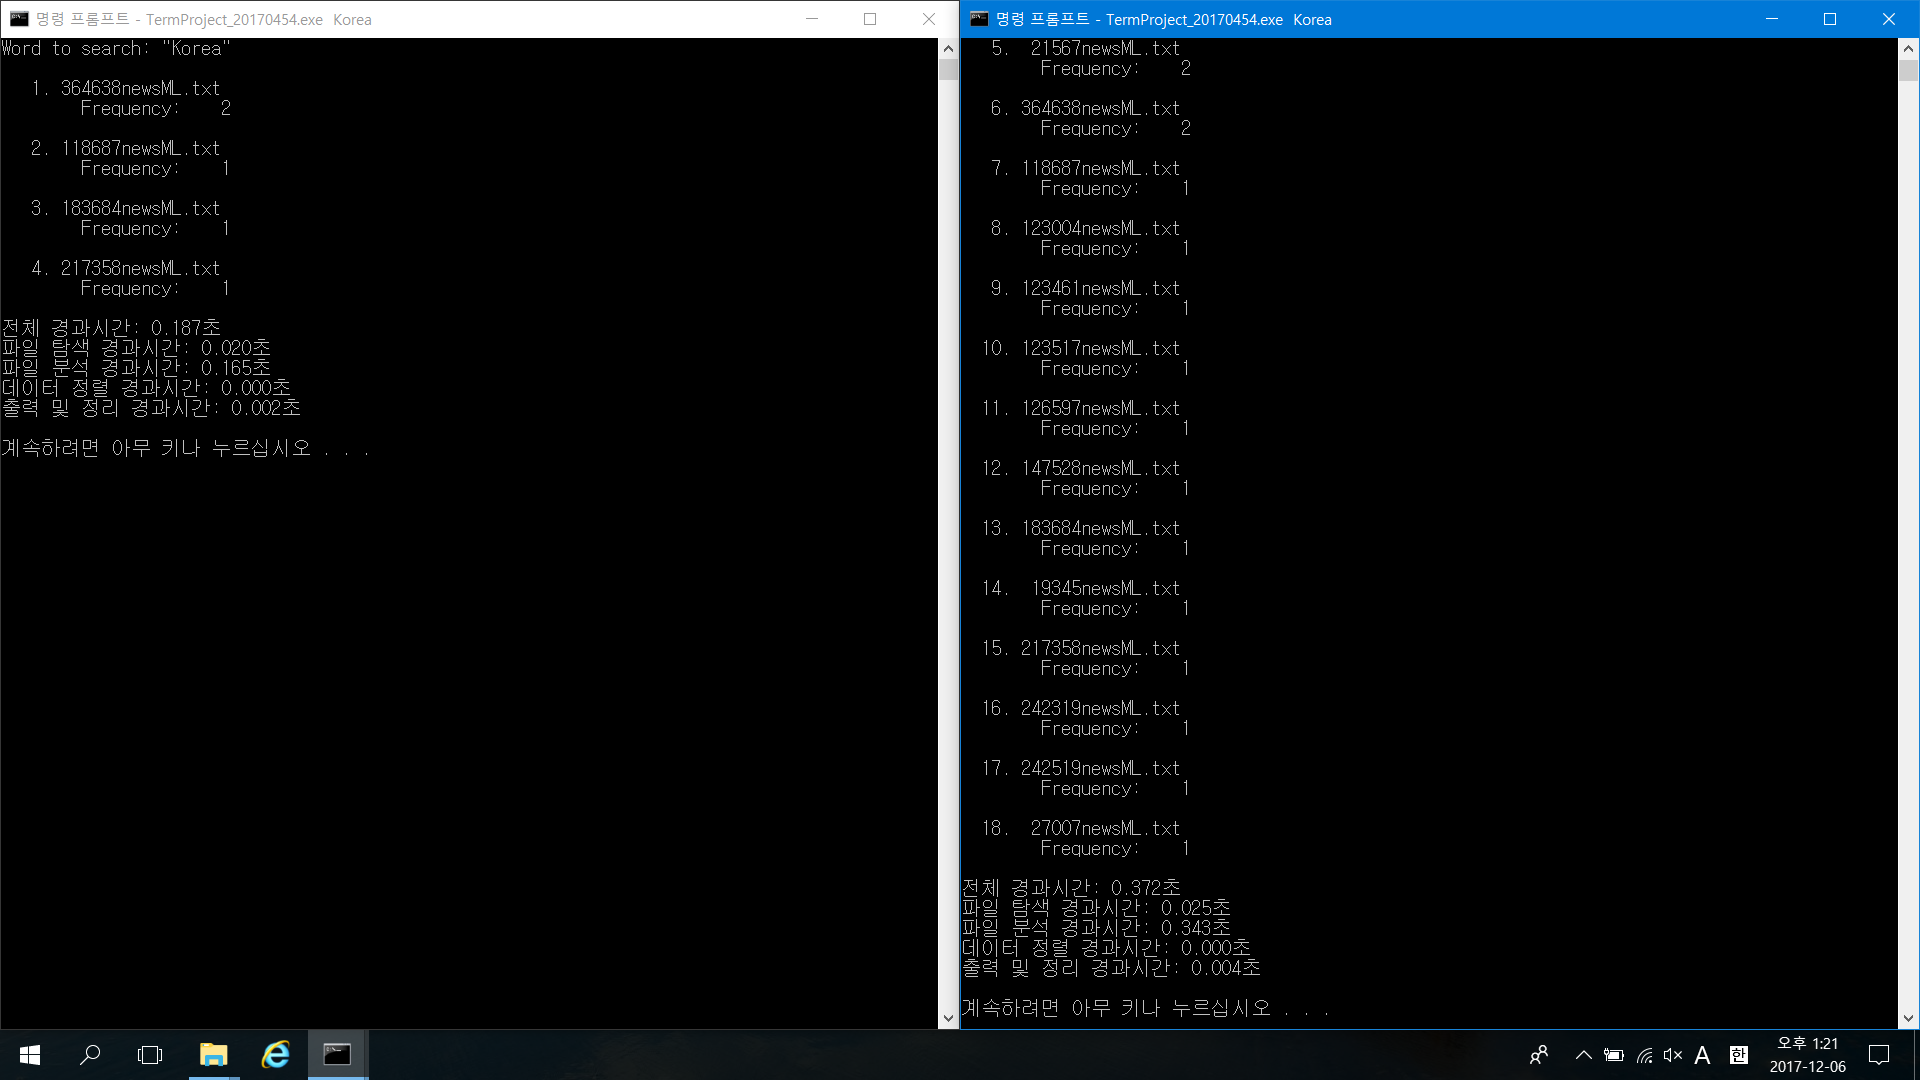 명령 프롬프트 - TermProject_20170454.exe Korea
Word to search: "Korea"
1. 364638newsML.txt
Frequency: 2
2. 118687newsML.txt
Frequency: 1
3. 183684newsML.txt
Frequency: 1
4. 217358newsML.txt
Frequency: 1
전체 경과시간: 0.187초
파일 탐색 경과시간: 0.020초
파일 분석 경과시간: 0.165초
데이터 정렬 경과시간: 0.000초
출력 및 정리 경과시간: 0.002초
계속하려면 아무 키나 누르십시오 . . .
명령 프롬프트 - TermProject_20170454.exe Korea
5. 21567newsML.txt
Frequency: 2
6. 364638newsML.txt
Frequency: 2
7. 118687newsML.txt
Frequency: 1
8. 123004newsML.txt
Frequency: 1
9. 123461newsML.txt
Frequency: 1
10. 123517newsML.txt
Frequency: 1
11. 126597newsML.txt
Frequency: 1
12. 147528newsML.txt
Frequency: 1
13. 183684newsML.txt
Frequency: 1
14. 19345newsML.txt
Frequency: 1
15. 217358newsML.txt
Frequency: 1
16. 242319newsML.txt
Frequency: 1
17. 242519newsML.txt
Frequency: 1
18. 27007newsML.txt
Frequency: 1
전체 경과시간: 0.372초
파일 탐색 경과시간: 0.025초
파일 분석 경과시간: 0.343초
데이터 정렬 경과시간: 0.000초
출력 및 정리 경과시간: 0.004초
계속하려면 아무 키나 누르십시오 . . .
A 한 오후 1:21
2017-12-06